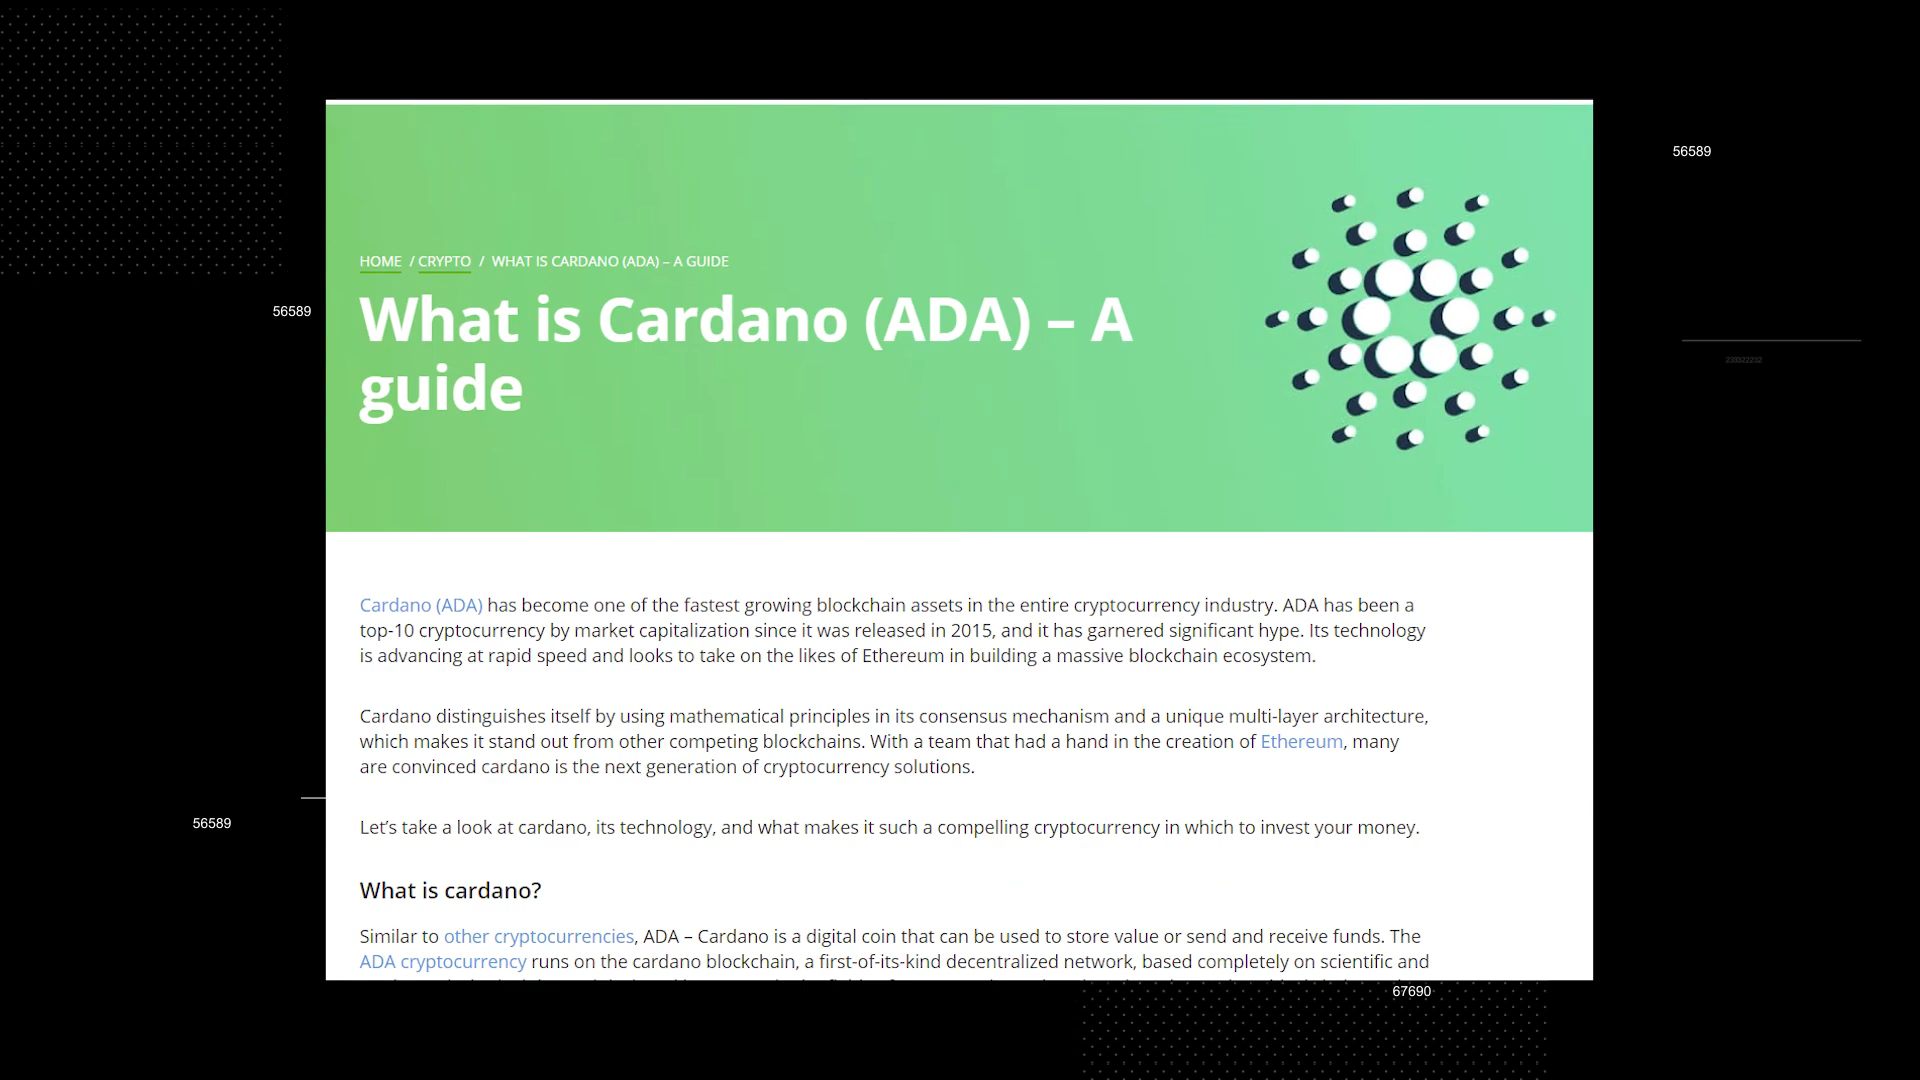 56589
HOME / CRYPTO / WHAT IS CARDANO (ADA) – A GUIDE
56589
What is Cardano (ADA) – A
guide
230322232
Cardano (ADA) has become one of the fastest growing blockchain assets in the entire cryptocurrency industry. ADA has been a
top-10 cryptocurrency by market capitalization since it was released in 2015, and it has garnered significant hype. Its technology
is advancing at rapid speed and looks to take on the likes of Ethereum in building a massive blockchain ecosystem.
Cardano distinguishes itself by using mathematical principles in its consensus mechanism and a unique multi-layer architecture,
which makes it stand out from other competing blockchains. With a team that had a hand in the creation of Ethereum, many
are convinced cardano is the next generation of cryptocurrency solutions.
56589
Let’s take a look at cardano, its technology, and what makes it such a compelling cryptocurrency in which to invest your money.
What is cardano?
Similar to other cryptocurrencies, ADA – Cardano is a digital coin that can be used to store value or send and receive funds. The
ADA cryptocurrency runs on the cardano blockchain, a first-of-its-kind decentralized network, based completely on scientific and
67690